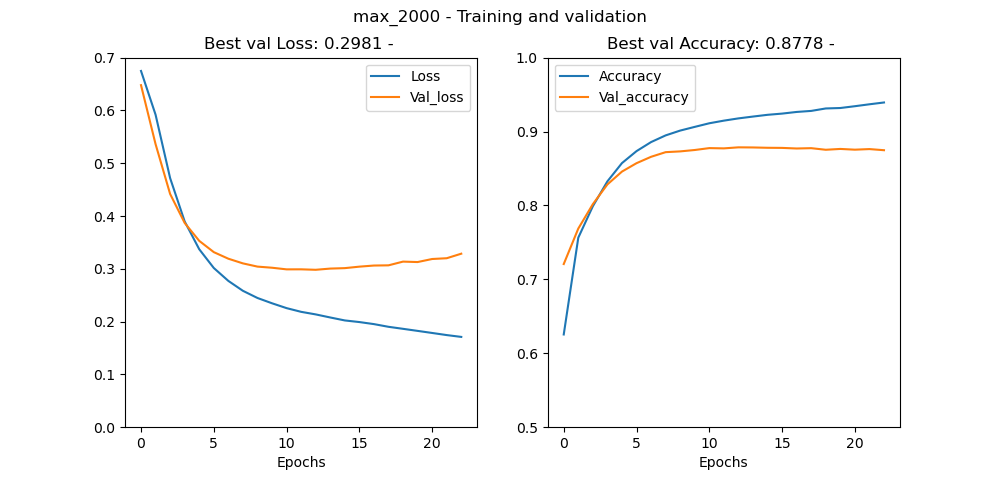 max_2000 - Training and validation
Best val Loss: 0.2981 -
0.7
0.6
0.5
0.4
0.3
0.2
0.1
0.0
Loss
Val_loss
0
5
10
15
20
Epochs
Best val Accuracy: 0.8778 -
1.0
0.9
0.8
0.7
0.6
0.5
Accuracy
Val_accuracy
0
5
10
15
20
Epochs